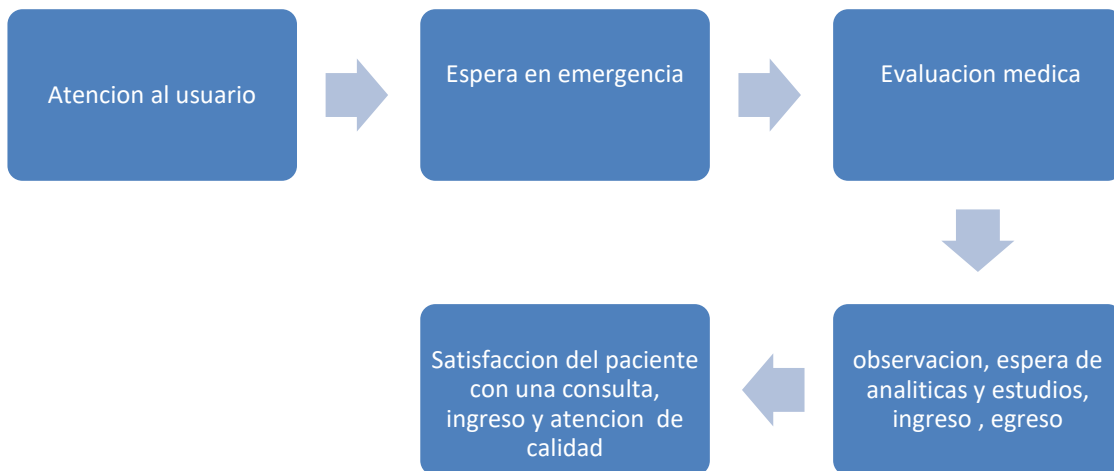 Atencion al usuario
Espera en emergencia
Evaluacion medica
observacion, espera de
analiticas y estudios,
ingreso , egreso
Satisfaccion del paciente
con una consulta,
ingreso y atencion de
calidad